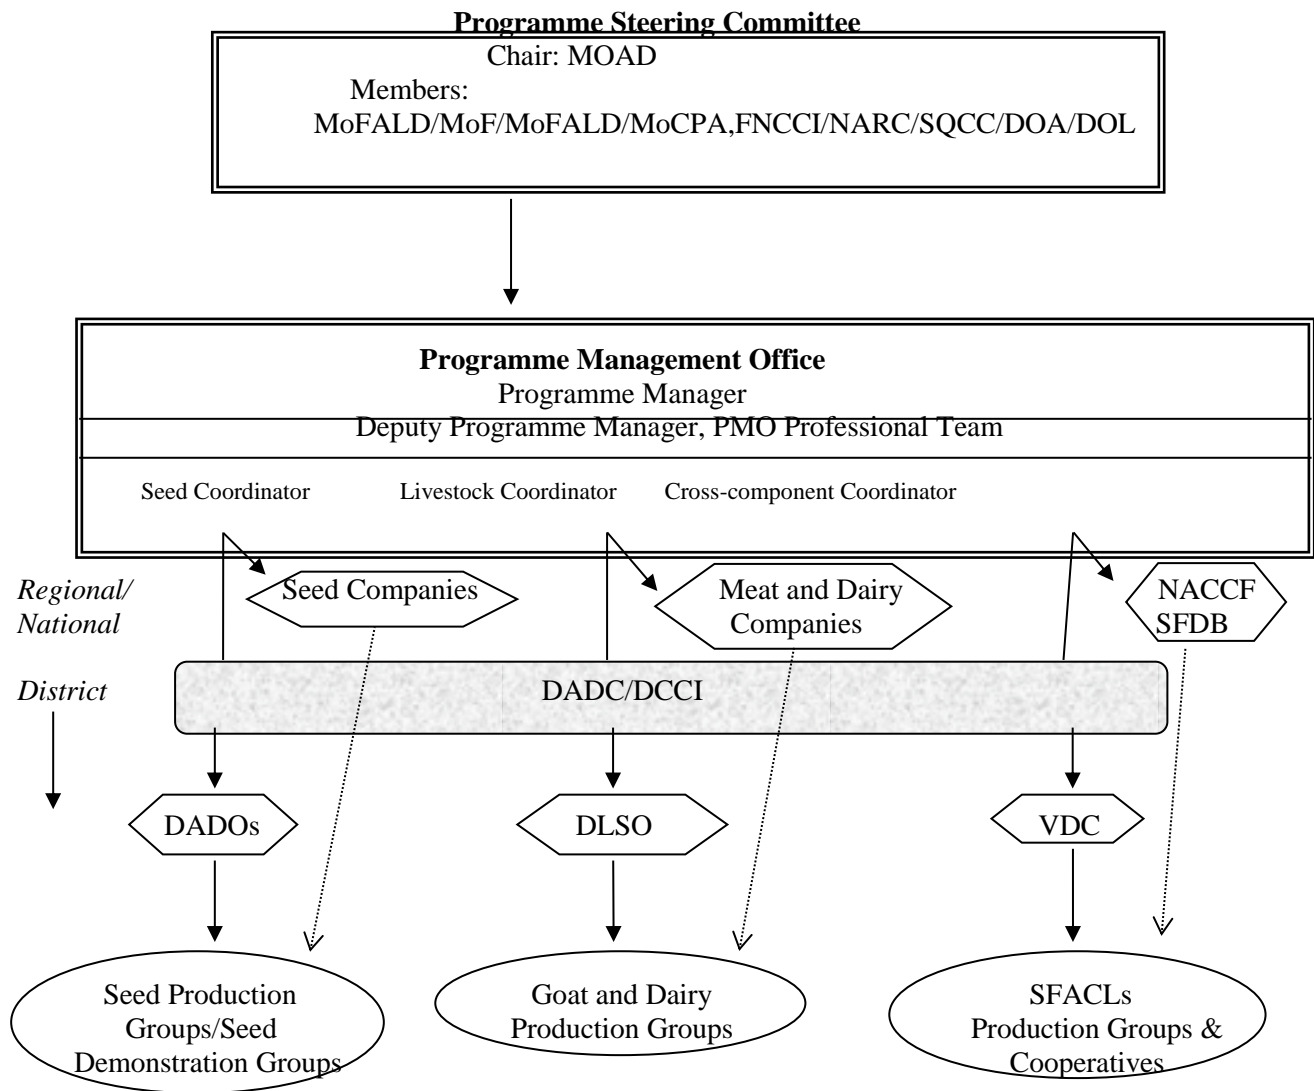 Programme Steering Committee
Chair: MOAD
Members:
MoFALD/MoF/MoFALD/MoCPA,FNCCI/NARC/SQCC/DOA/DOL
Programme Management Office
Programme Manager
Deputy Programme Manager, PMO Professional Team
Seed Coordinator
Livestock Coordinator
Cross-component Coordinator
Regional/
National
Seed Companies
Meat and Dairy
Companies
NACCF
SFDB
District
DADC/DCCI
DADOs
DLSO
VDC
Seed Production
Groups/Seed
Demonstration Groups
Goat and Dairy
Production Groups
SFACLs
Production Groups &
Cooperatives